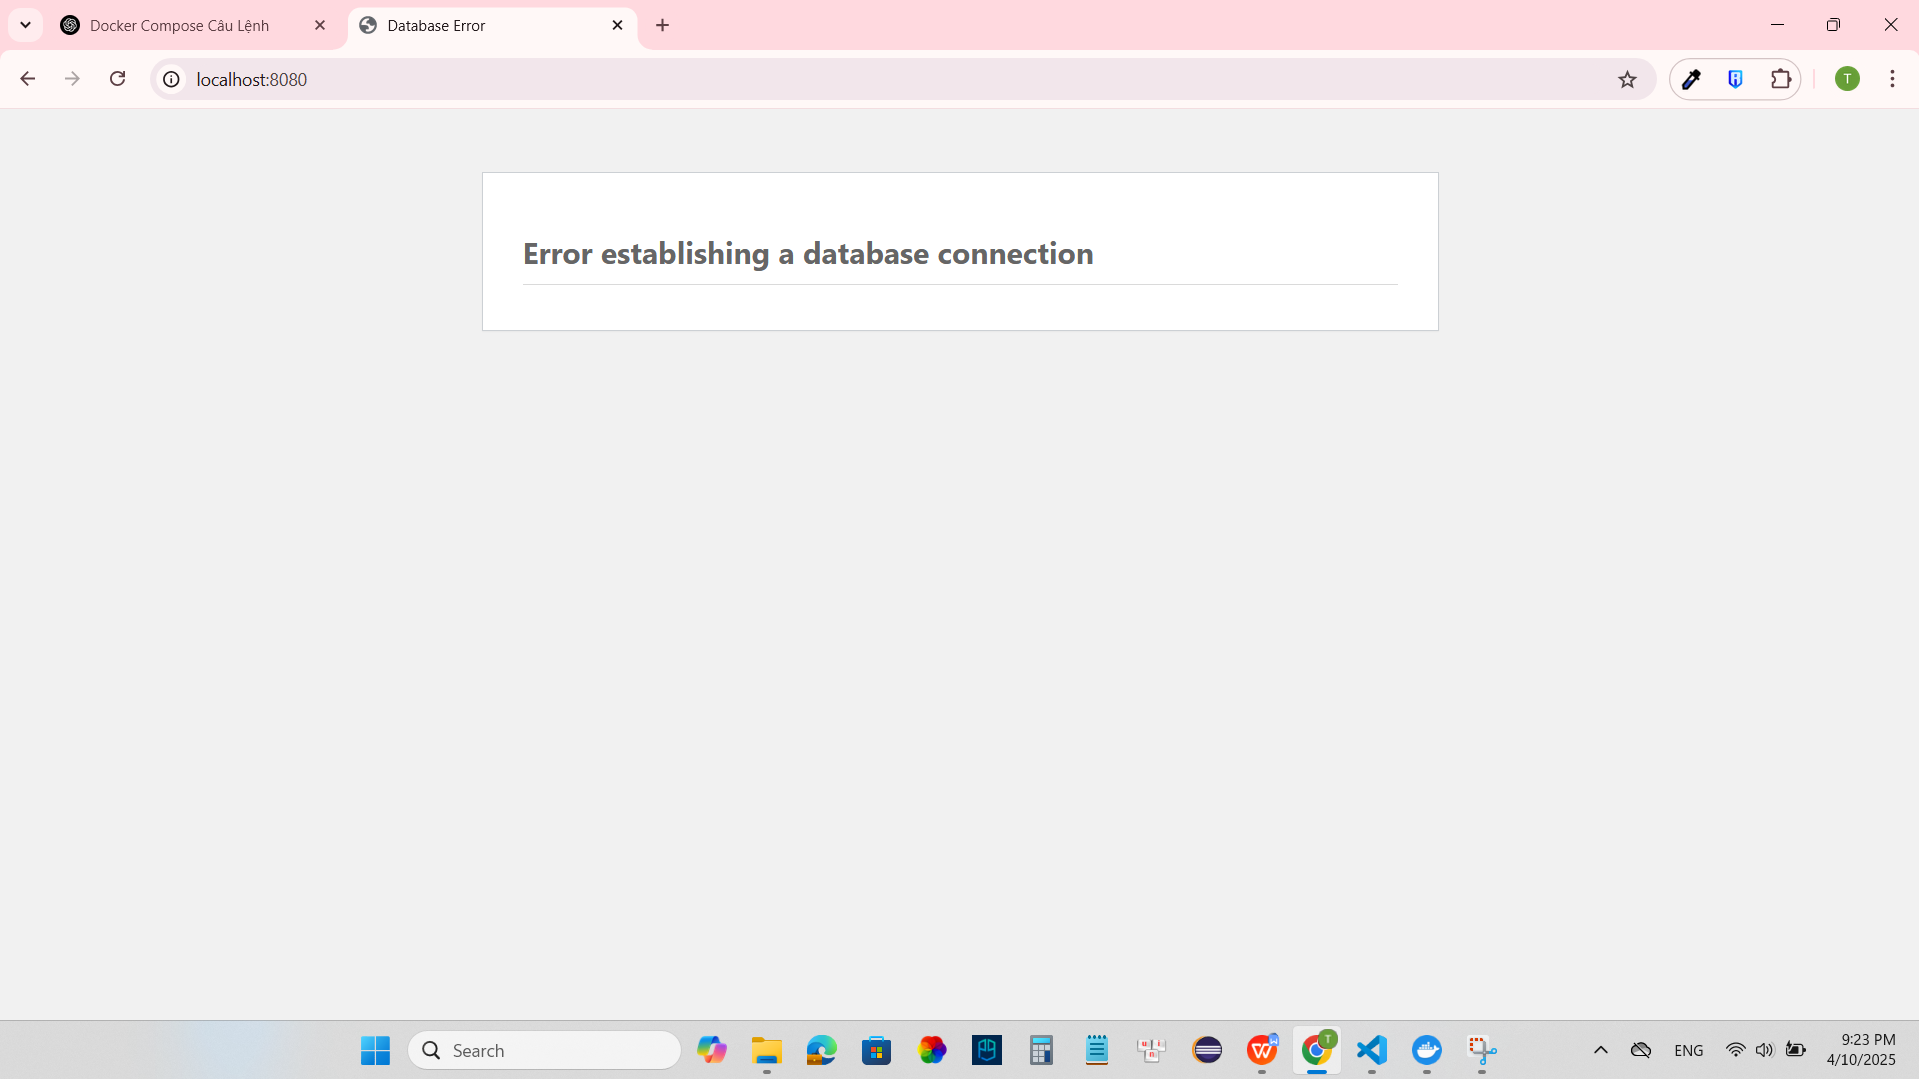 Docker Compose Câu Lệnh
Database Error
localhost:8080
T
Error establishing a database connection
Search
T
ENG
9:23 PM
4/10/2025